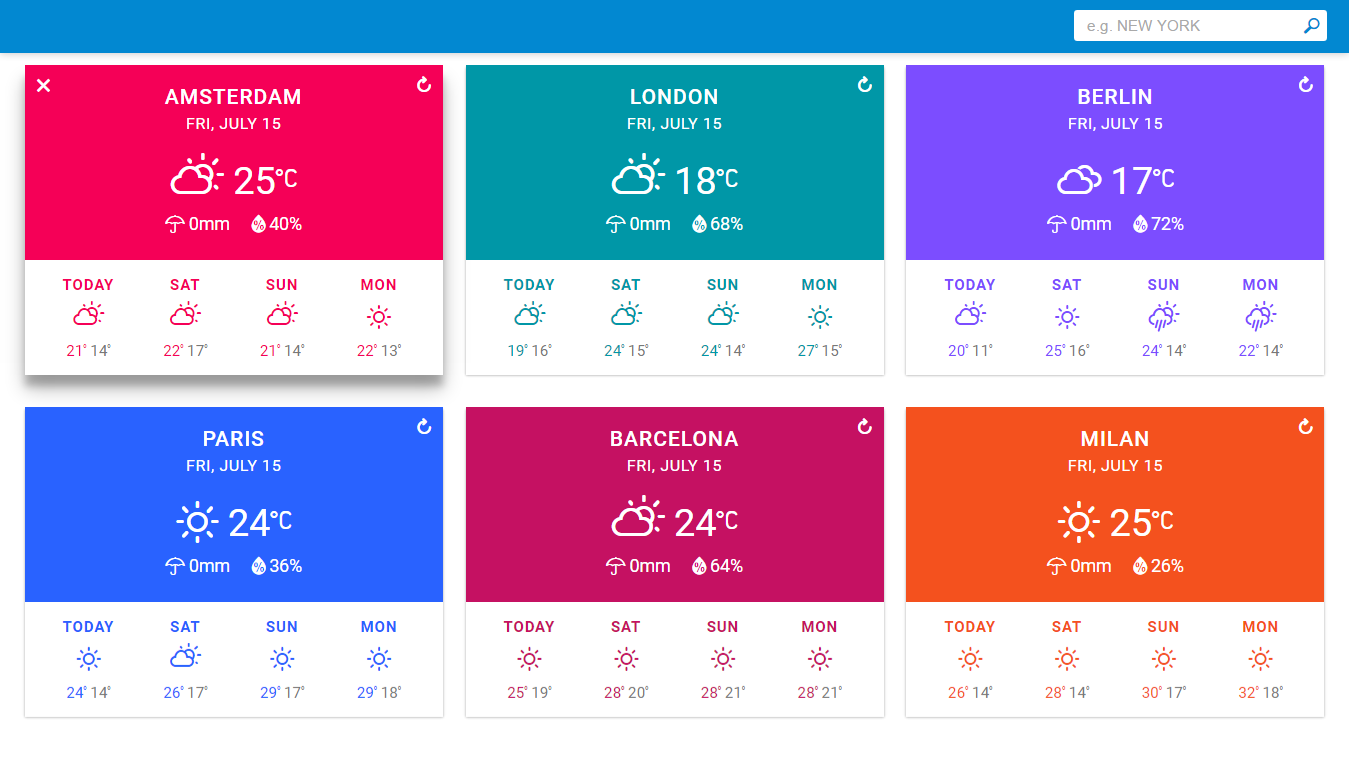 e.g. NEW YORK
AMSTERDAM
FRI, JULY 15
25°C
0mm % 40%
TODAY SAT SUN MON
21° 14° 22° 17° 21° 14° 22° 13°
LONDON
FRI, JULY 15
18°C
0mm % 68%
TODAY SAT SUN MON
19° 16° 24° 15° 24° 14° 27° 15°
BERLIN
FRI, JULY 15
17°C
0mm % 72%
TODAY SAT SUN MON
20° 11° 25° 16° 24° 14° 22° 14°
PARIS
FRI, JULY 15
24°C
0mm % 36%
TODAY SAT SUN MON
24° 14° 26° 17° 29° 17° 29° 18°
BARCELONA
FRI, JULY 15
24°C
0mm % 64%
TODAY SAT SUN MON
25° 19° 28° 20° 28° 21° 28° 21°
MILAN
FRI, JULY 15
25°C
0mm % 26%
TODAY SAT SUN MON
26° 14° 28° 14° 30° 17° 32° 18°